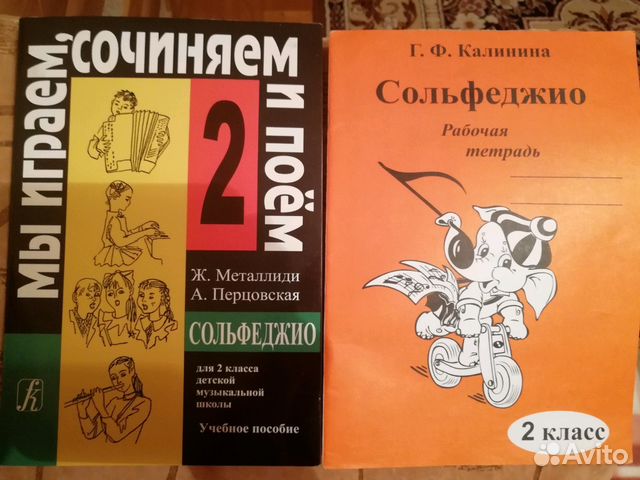 МЫ ИГРАЕМ,
СОЧИНЯЕМ
И ПОЁМ
2
Ж. Металлиди
А. Перцовская
СОЛЬФЕДЖИО
для 2 класса
детской
музыкальной
школы
Учебное пособие
Г. Ф. Калинина
Сольфеджио
Рабочая
тетрадь
2 класс
Avito